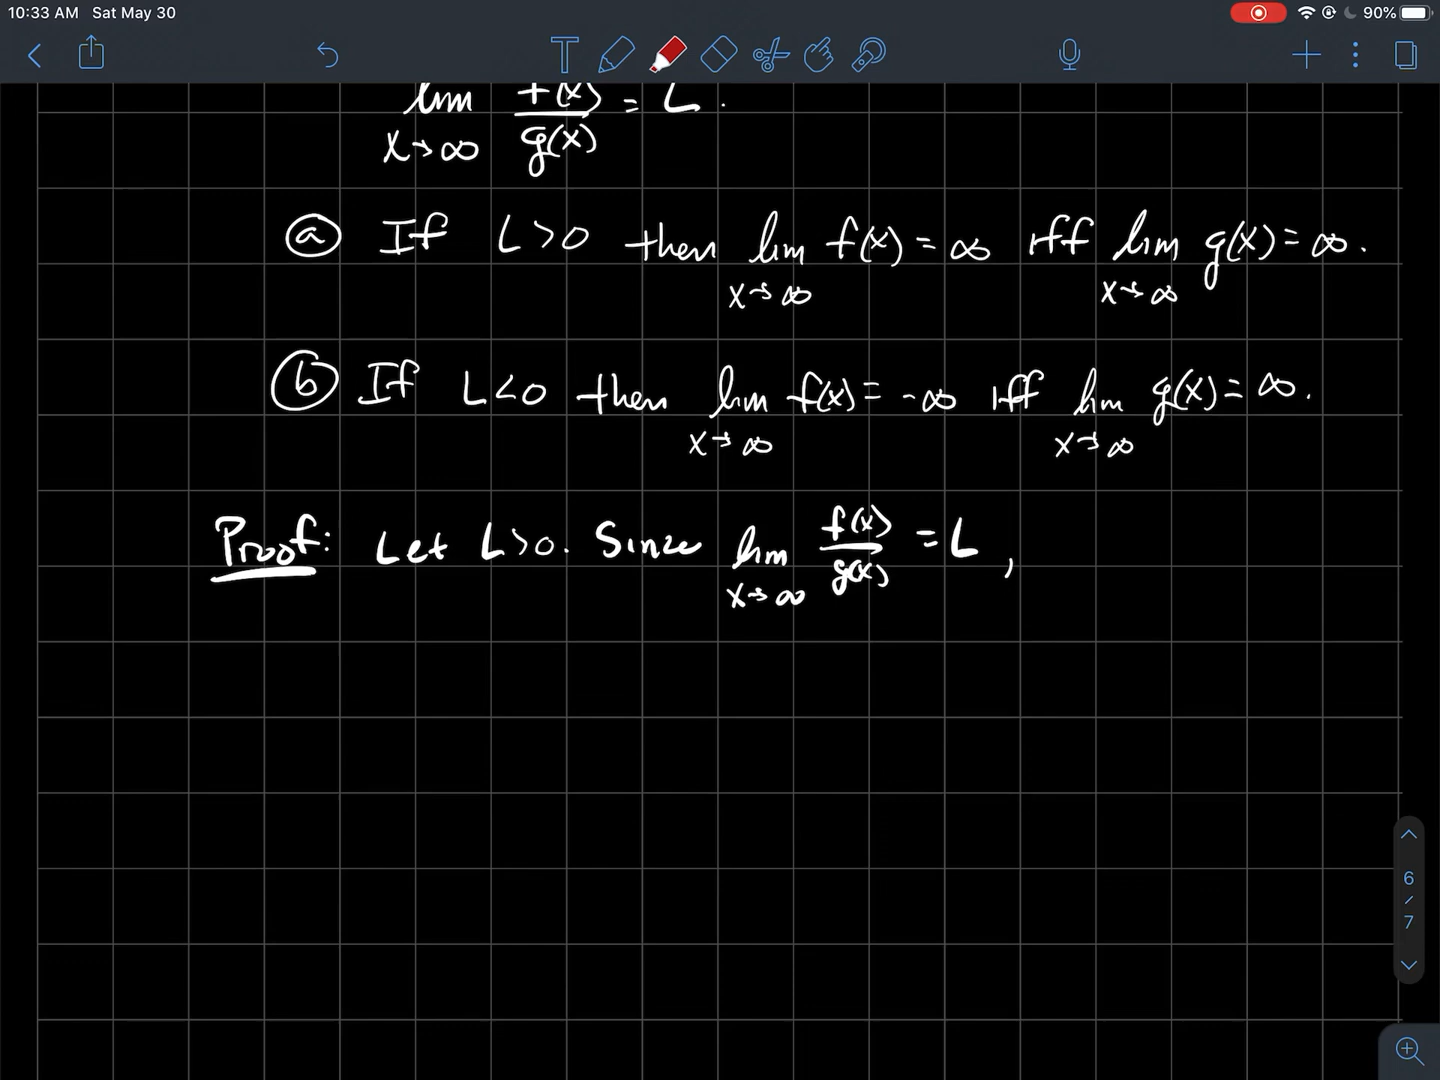 10:33 AM Sat May 30
90%
lim f(x)/g(x) = L.
x→∞
ⓐ If L>0 then lim f(x) = ∞ iff lim g(x) = ∞.
x→∞ x→∞
ⓑ If L<0 then lim f(x) = -∞ iff lim g(x) = ∞.
x→∞ x→∞
Proof: Let L>0. Since lim f(x)/g(x) = L ,
x→∞
6
/
7